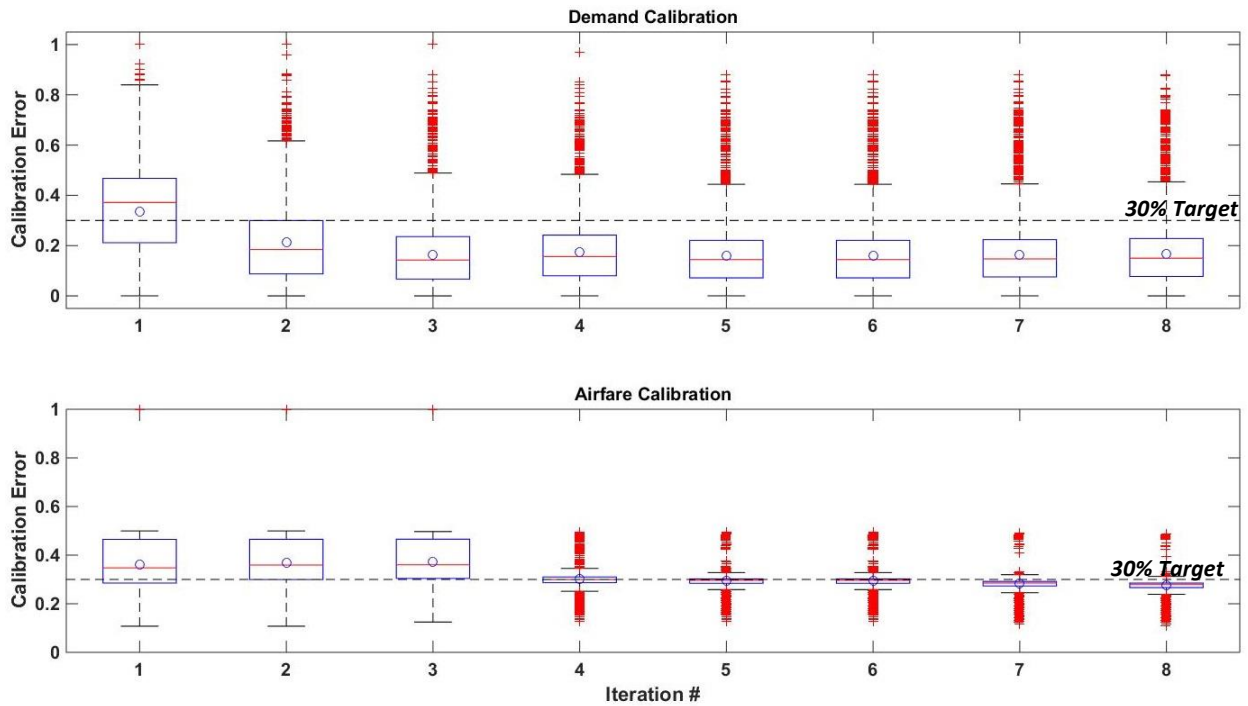 Demand Calibration
Calibration Error
1
0.8
0.6
0.4
0.2
0
30% Target
1 2 3 4 5 6 7 8
Airfare Calibration
Calibration Error
1
0.8
0.6
0.4
0.2
0
30% Target
1 2 3 4 5 6 7 8
Iteration #